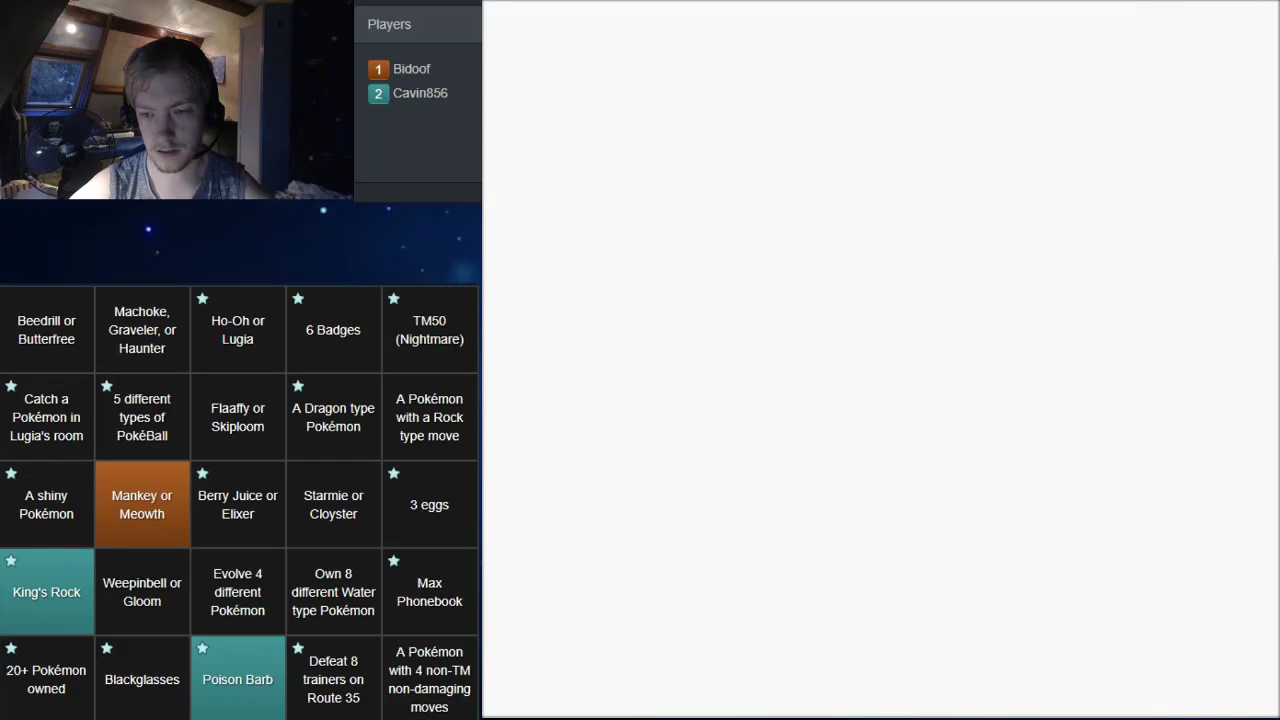 Players
1 Bidoof
2 Cavin856
Beedrill or
Butterfree
Machoke,
Graveler, or
Haunter
Ho-Oh or
Lugia
6 Badges
TM50
(Nightmare)
Catch a
Pokémon in
Lugia's room
5 different
types of
PokéBall
Flaaffy or
Skiploom
A Dragon type
Pokémon
A Pokémon
with a Rock
type move
A shiny
Pokémon
Mankey or
Meowth
Berry Juice or
Elixer
Starmie or
Cloyster
3 eggs
King's Rock
Weepinbell or
Gloom
Evolve 4
different
Pokémon
Own 8
different Water
type Pokémon
Max
Phonebook
20+ Pokémon
owned
Blackglasses
Poison Barb
Defeat 8
trainers on
Route 35
A Pokémon
with 4 non-TM
non-damaging
moves